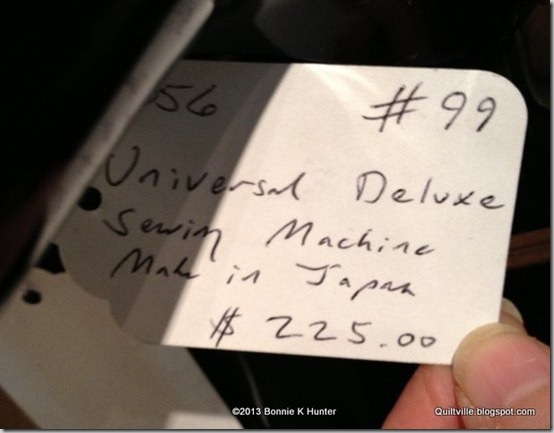 56 #99
Universal Deluxe
Sewing Machine
Made in Japan
$ 225.00
©2013 Bonnie K Hunter
Quiltville.blogspot.com